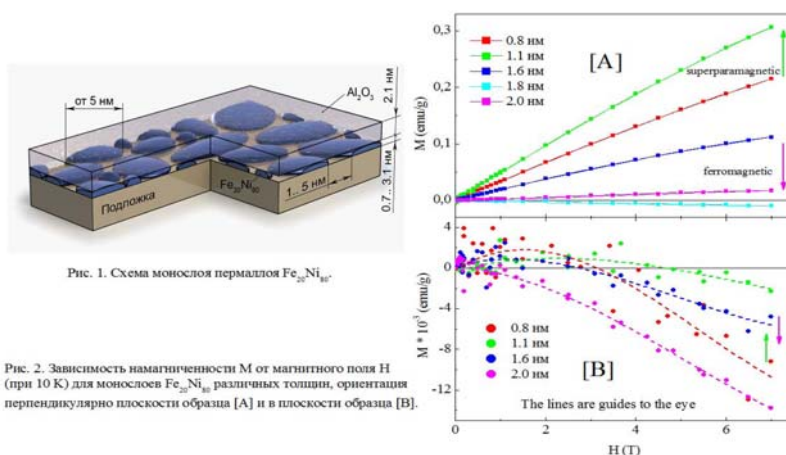 от 5 нм
Al₂O₃
2.1 нм
0.7.. 3.1 нм
1.. 5 нм
Fe₂₀Ni₈₀
Подложка
Рис. 1. Схема монослоя пермаллоя Fe₂₀Ni₈₀.
Рис. 2. Зависимость намагниченности М от магнитного поля Н
(при 10 К) для монослоев Fe₂₀Ni₈₀ различных толщин, ориентация
перпендикулярно плоскости образца [А] и в плоскости образца [В].
0,3
0,2
0,1
0,0
M (emu/g)
0.8 нм
1.1 нм
1.6 нм
1.8 нм
2.0 нм
[A]
superparamagnetic
ferromagnetic
4
0
-4
-8
-12
M * 10⁻³ (emu/g)
0.8 нм
1.1 нм
1.6 нм
2.0 нм
[B]
The lines are guides to the eye
0 2 4 6
H (T)